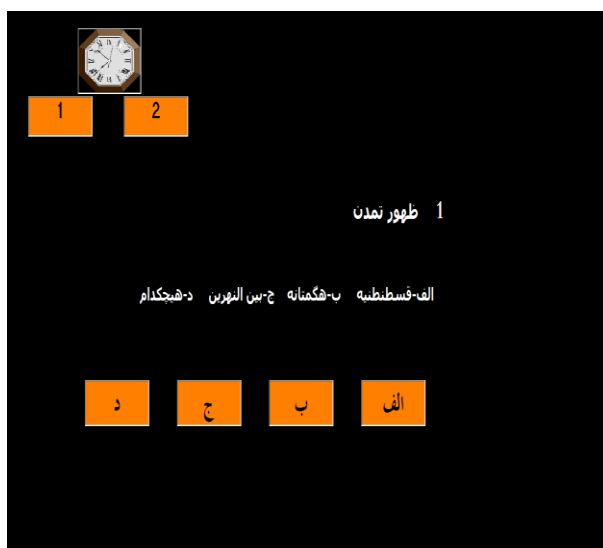 1 2
1 ظهور تمدن
الف-قسطنطنیه ب-هگمتانه ج-بین النهرین د-هیچکدام
الف ب ج د